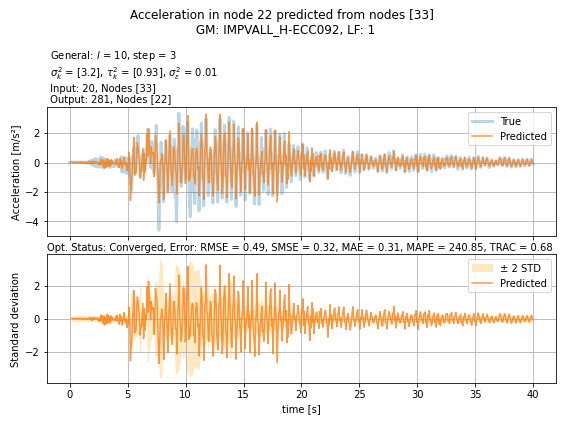 Acceleration in node 22 predicted from nodes [33]
GM: IMPVALL_H-ECC092, LF: 1
General: l = 10, step = 3
σ²ₖ = [3.2], τ²ₖ = [0.93], σ²ε = 0.01
Input: 20, Nodes [33]
Output: 281, Nodes [22]
True
Predicted
2
0
−2
−4
Acceleration [m/s²]
Opt. Status: Converged, Error: RMSE = 0.49, SMSE = 0.32, MAE = 0.31, MAPE = 240.85, TRAC = 0.68
± 2 STD
Predicted
2
0
−2
Standard deviation
0 5 10 15 20 25 30 35 40
time [s]